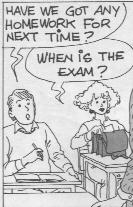 HAVE WE GOT ANY
HOMEWORK FOR
NEXT TIME?
WHEN IS THE
EXAM?